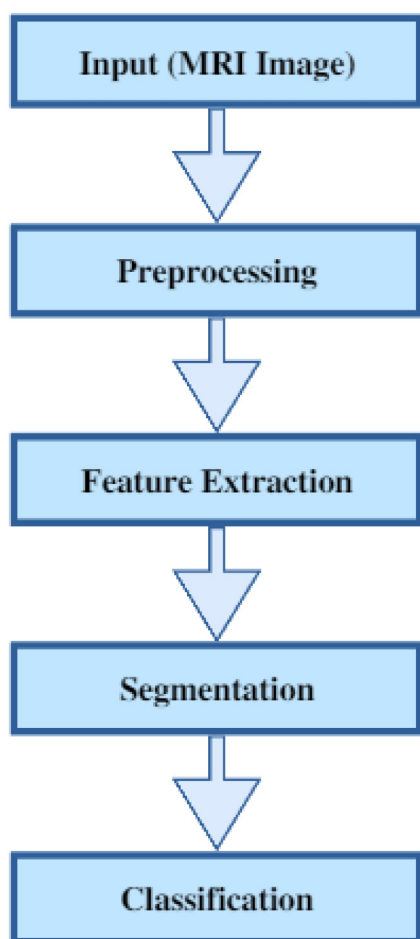 Input (MRI Image)
Preprocessing
Feature Extraction
Segmentation
Classification